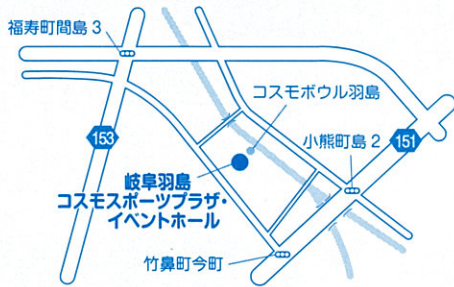 福寿町間島3
コスモボウル羽島
小熊町島2
151
153
岐阜羽島
コスモスポーツプラザ・
イベントホール
竹鼻町今町